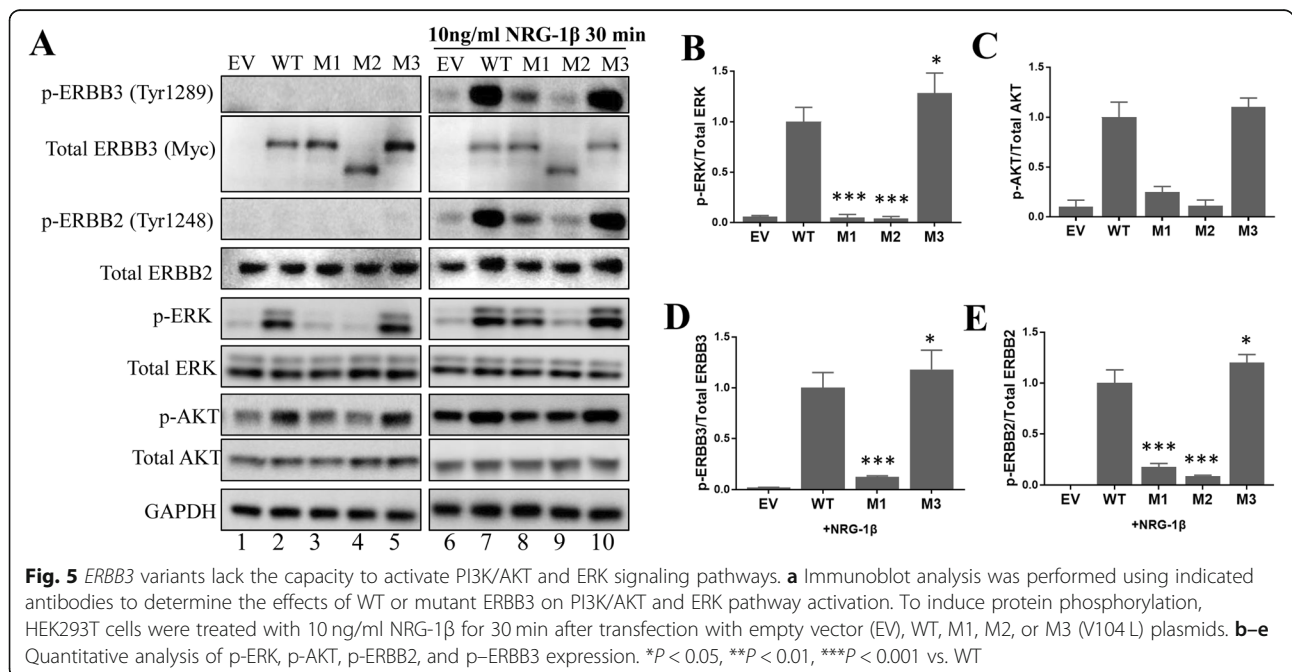 A
10ng/ml NRG-1β 30 min
EV WT M1 M2 M3
EV WT M1 M2 M3
p-ERBB3 (Tyr1289)
Total ERBB3 (Myc)
p-ERBB2 (Tyr1248)
Total ERBB2
p-ERK
Total ERK
p-AKT
Total AKT
GAPDH
1 2 3 4 5
6 7 8 9 10
B
p-ERK/Total ERK
1.5
1.0
0.5
0.0
***
***
*
EV WT M1 M2 M3
C
p-AKT/Total AKT
1.5
1.0
0.5
0.0
EV WT M1 M2 M3
D
p-ERBB3/Total ERBB3
1.5
1.0
0.5
0.0
***
*
EV WT M1 M3
+NRG-1β
E
p-ERBB2/Total ERBB2
1.5
1.0
0.5
0.0
***
***
*
EV WT M1 M2 M3
+NRG-1β
Fig. 5 ERBB3 variants lack the capacity to activate PI3K/AKT and ERK signaling pathways. a Immunoblot analysis was performed using indicated
antibodies to determine the effects of WT or mutant ERBB3 on PI3K/AKT and ERK pathway activation. To induce protein phosphorylation,
HEK293T cells were treated with 10 ng/ml NRG-1β for 30 min after transfection with empty vector (EV), WT, M1, M2, or M3 (V104 L) plasmids. b–e
Quantitative analysis of p-ERK, p-AKT, p-ERBB2, and p–ERBB3 expression. *P < 0.05, **P < 0.01, ***P < 0.001 vs. WT